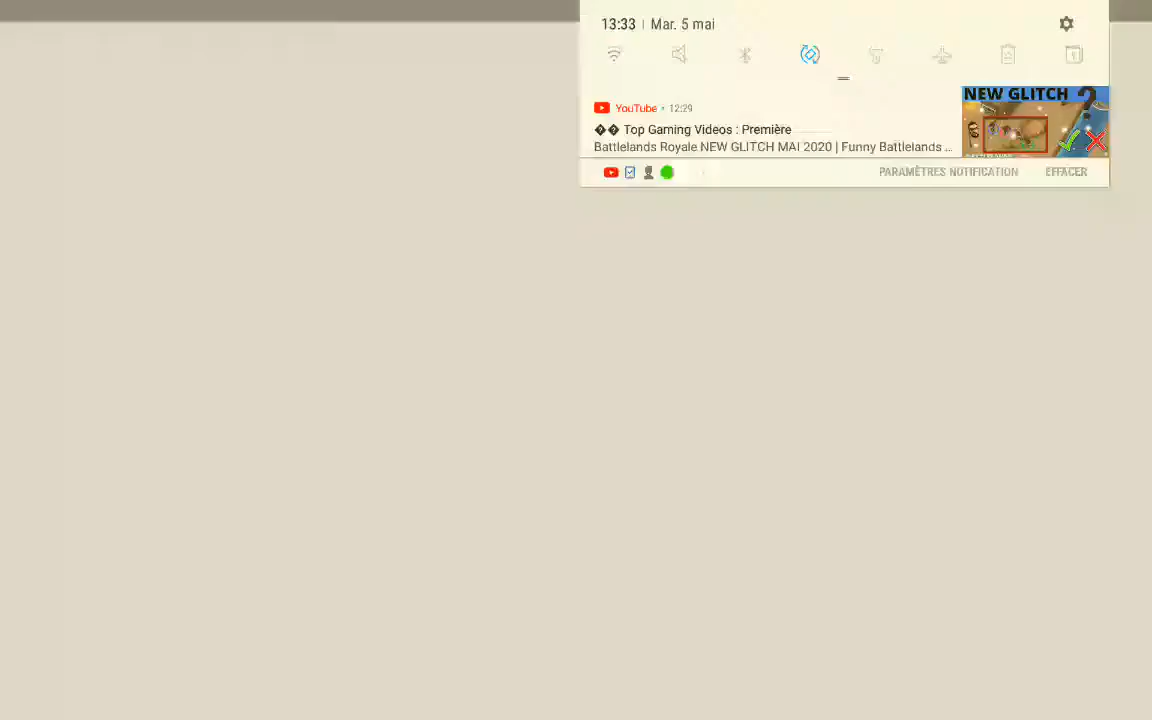 13:33 | Mar. 5 mai
YouTube • 12:29
�� Top Gaming Videos : Première
Battlelands Royale NEW GLITCH MAI 2020 | Funny Battlelands ...
NEW GLITCH ?
PARAMÈTRES NOTIFICATION EFFACER